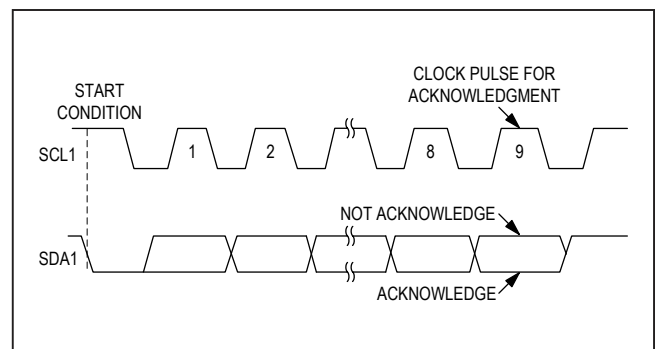 START
CONDITION
CLOCK PULSE FOR
ACKNOWLEDGMENT
SCL1
1
2
8
9
NOT ACKNOWLEDGE
SDA1
ACKNOWLEDGE